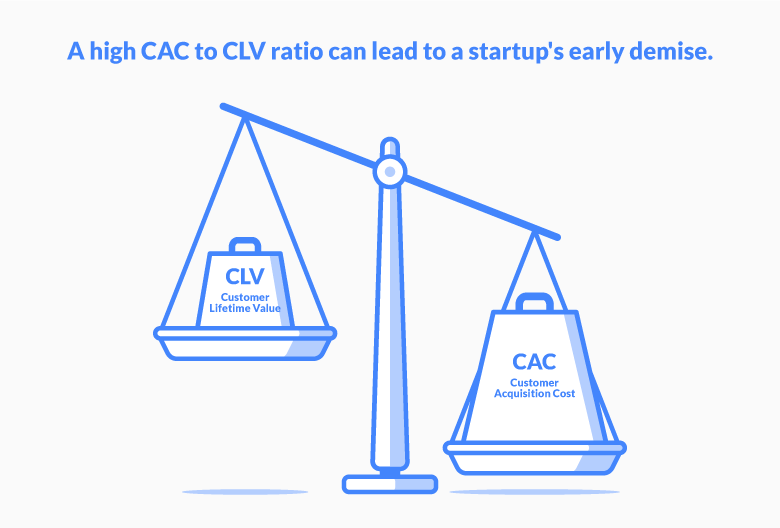 A high CAC to CLV ratio can lead to a startup's early demise.
CLV
Customer
Lifetime Value
CAC
Customer
Acquisition Cost